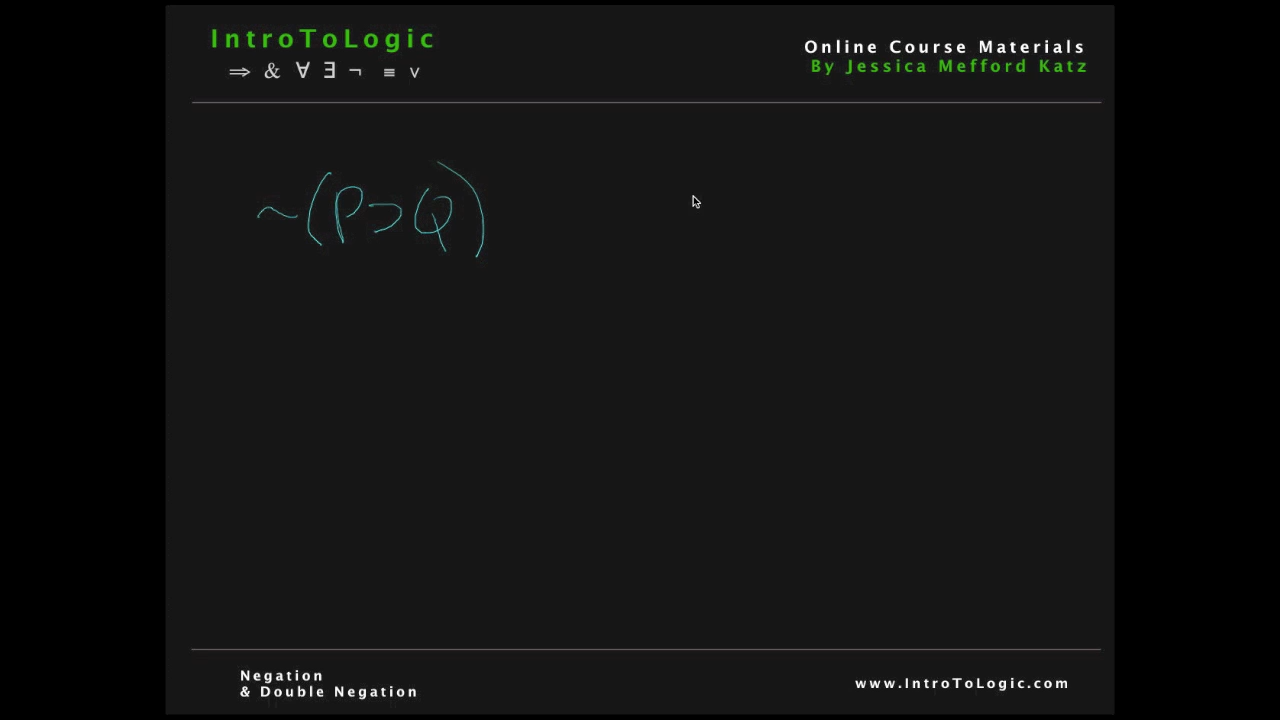 IntroToLogic
⇒ & ∀ ∃ ¬ ≡ ∨
Online Course Materials
By Jessica Mefford Katz
~(P⊃Q)
Negation
& Double Negation
www.IntroToLogic.com